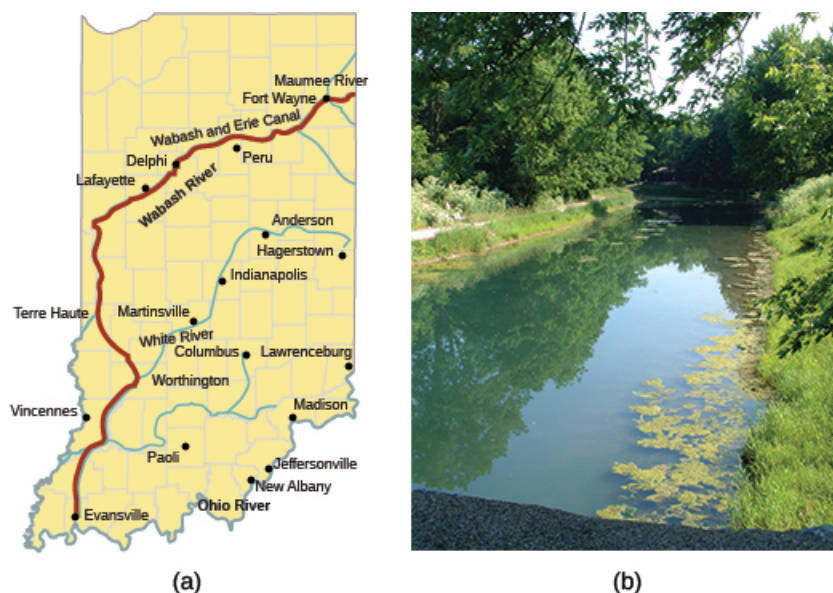 Maumee River
Fort Wayne
Wabash and Erie Canal
Delphi
Peru
Lafayette
Wabash River
Anderson
Hagerstown
Indianapolis
Terre Haute
Martinsville
White River
Columbus
Lawrenceburg
Worthington
Vincennes
Madison
Paoli
Jeffersonville
New Albany
Ohio River
Evansville
(a)
(b)